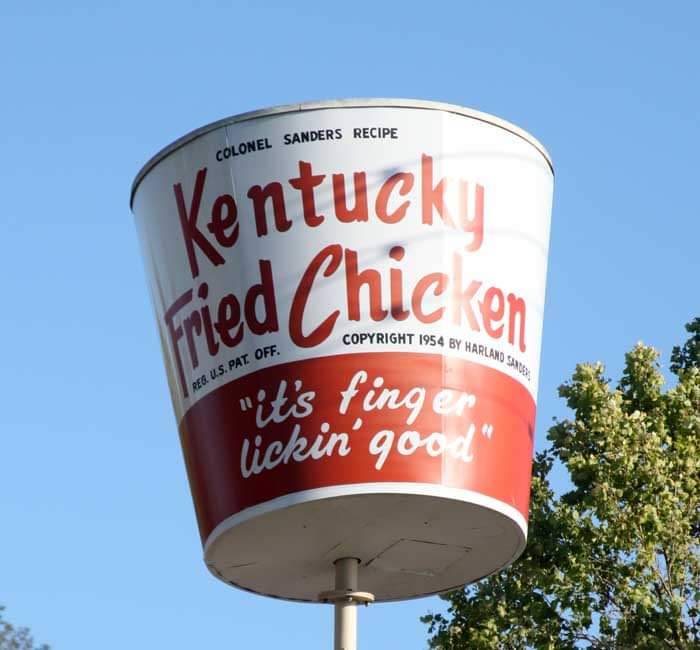 COLONEL SANDERS RECIPE
Kentucky
Fried Chicken
REG. U.S. PAT. OFF.
COPYRIGHT 1954 BY HARLAND SANDERS
"it's finger
lickin' good"